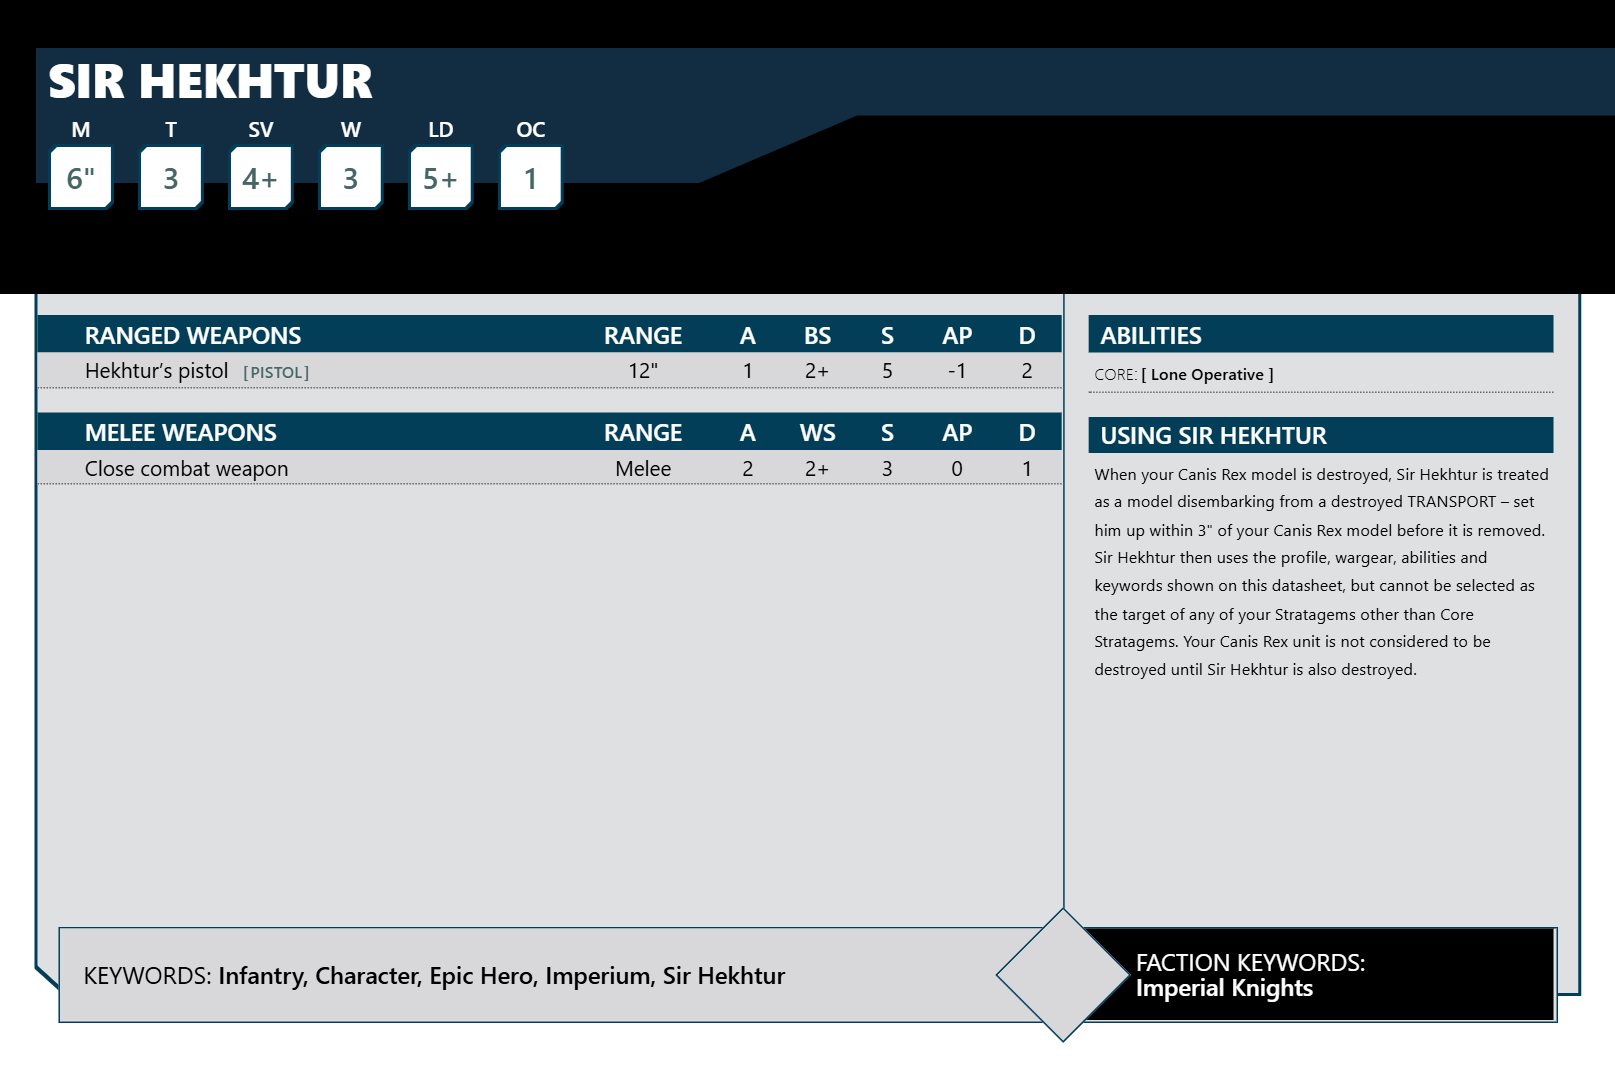 SIR HEKHTUR
M T SV W LD OC
6" 3 4+ 3 5+ 1
RANGED WEAPONS RANGE A BS S AP D
Hekhtur’s pistol [PISTOL] 12" 1 2+ 5 -1 2
MELEE WEAPONS RANGE A WS S AP D
Close combat weapon Melee 2 2+ 3 0 1
ABILITIES
CORE: [ Lone Operative ]
USING SIR HEKHTUR
When your Canis Rex model is destroyed, Sir Hekhtur is treated
as a model disembarking from a destroyed TRANSPORT – set
him up within 3" of your Canis Rex model before it is removed.
Sir Hekhtur then uses the profile, wargear, abilities and
keywords shown on this datasheet, but cannot be selected as
the target of any of your Stratagems other than Core
Stratagems. Your Canis Rex unit is not considered to be
destroyed until Sir Hekhtur is also destroyed.
KEYWORDS: Infantry, Character, Epic Hero, Imperium, Sir Hekhtur
FACTION KEYWORDS:
Imperial Knights